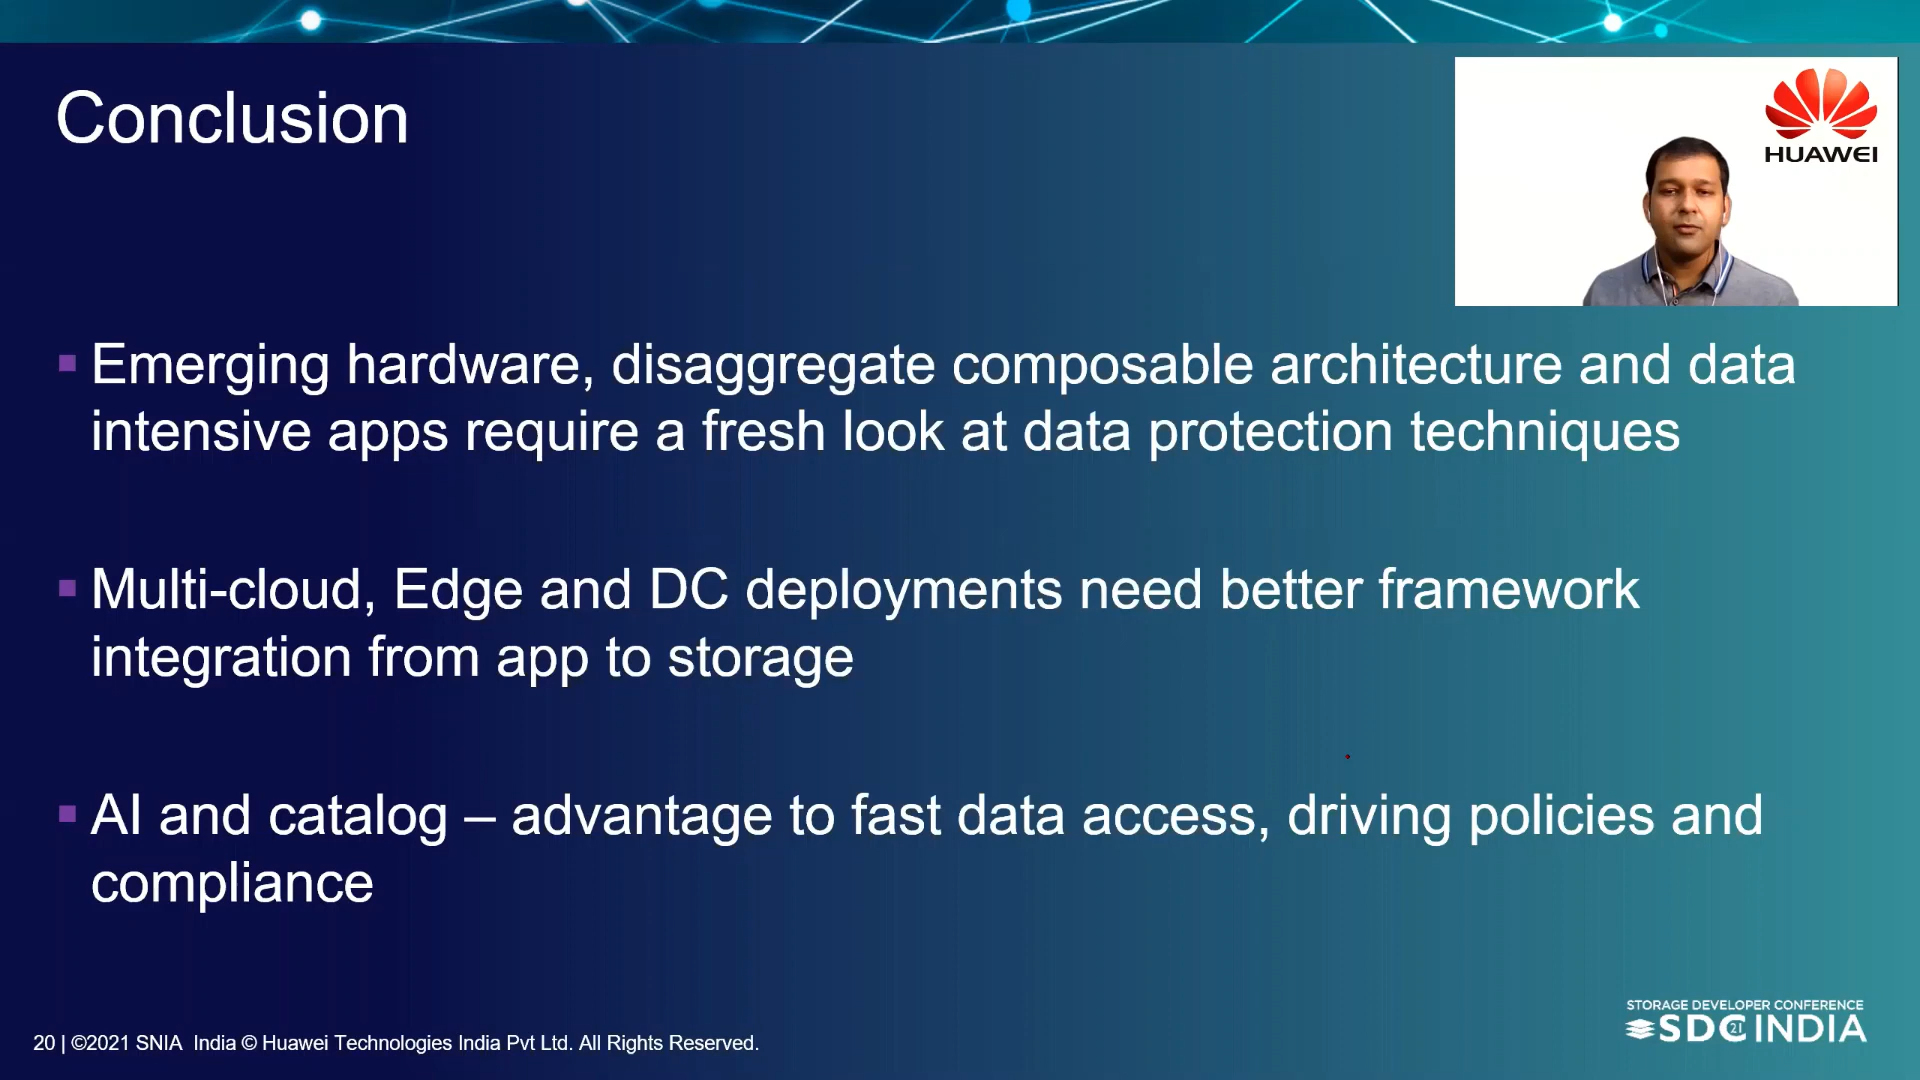 Conclusion
HUAWEI
▪ Emerging hardware, disaggregate composable architecture and data
intensive apps require a fresh look at data protection techniques
▪ Multi-cloud, Edge and DC deployments need better framework
integration from app to storage
▪ AI and catalog – advantage to fast data access, driving policies and
compliance
STORAGE DEVELOPER CONFERENCE
SDC 21 INDIA
20 | ©2021 SNIA India © Huawei Technologies India Pvt Ltd. All Rights Reserved.